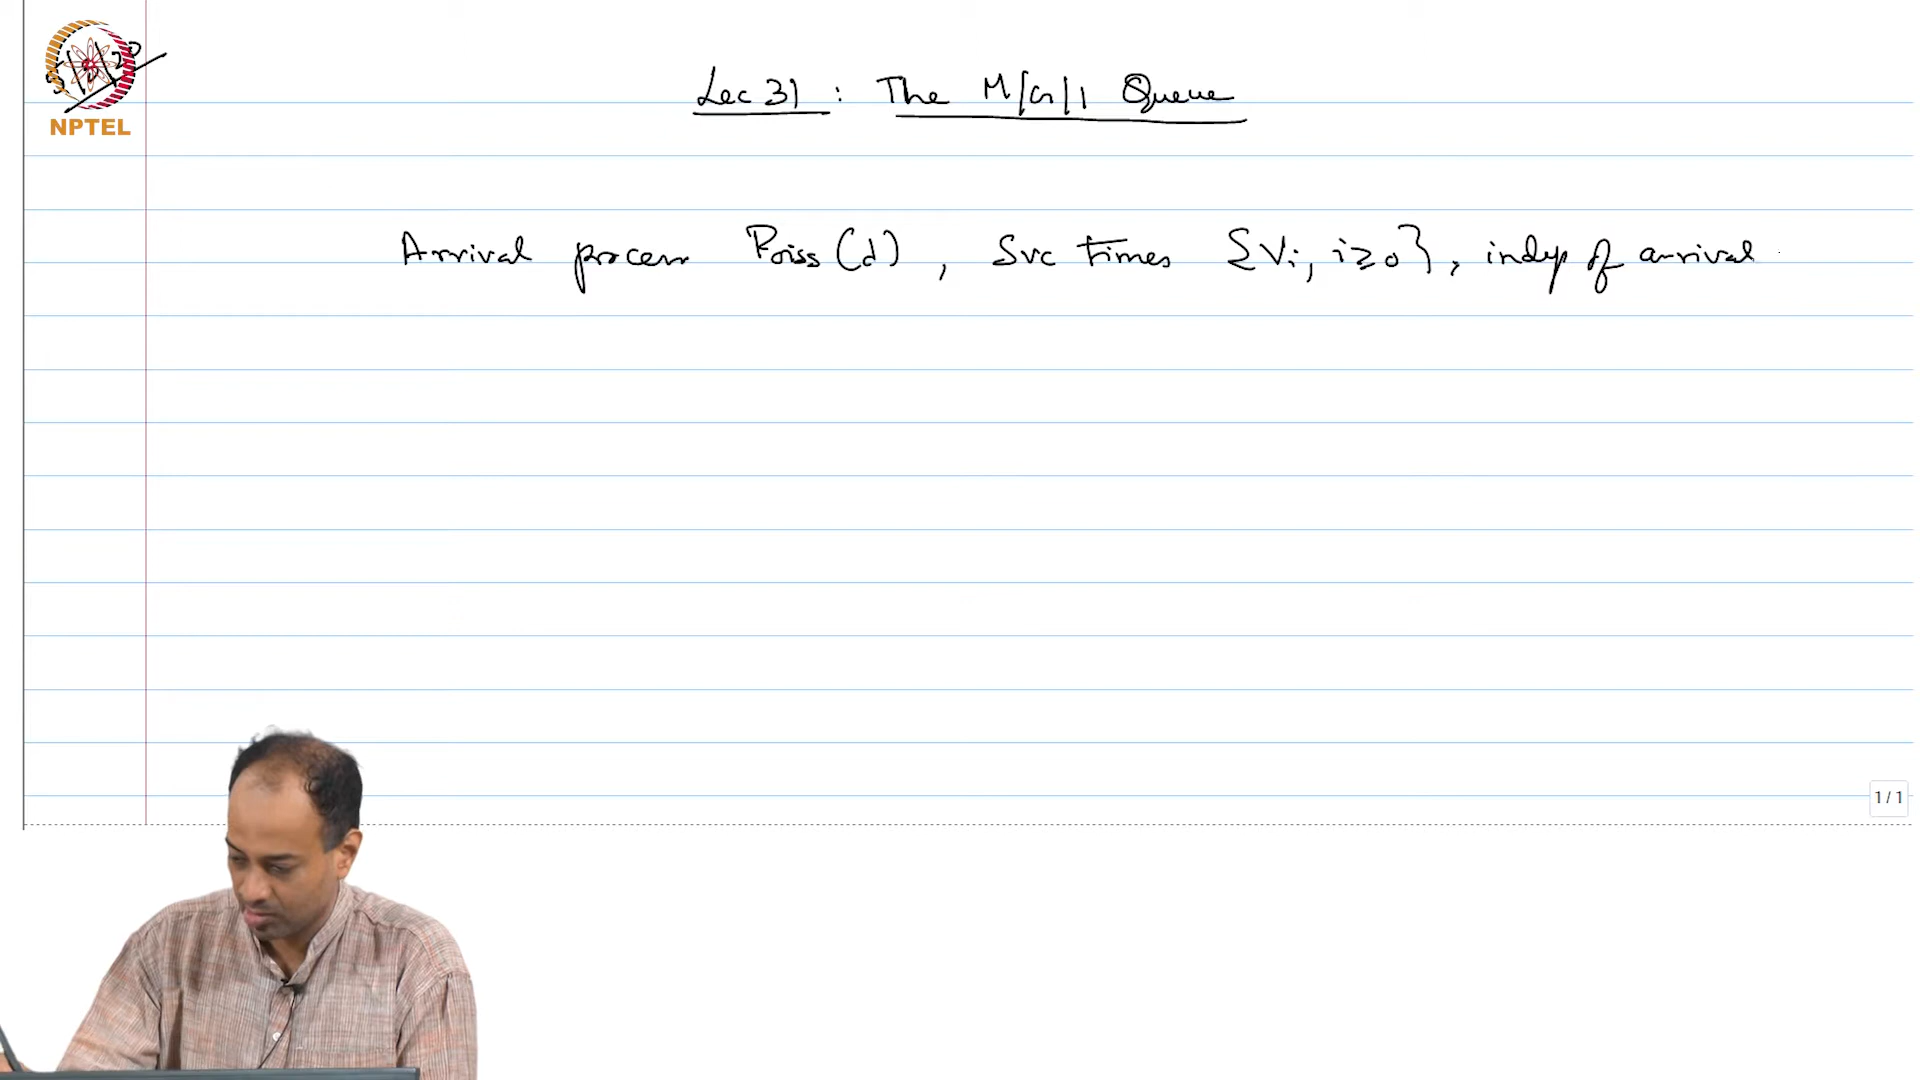 NPTEL
Lec 31 : The M/G/1 Queue
Arrival process Poiss(λ), Svc times {Vi, i≥0}, indep of arrival
1 / 1